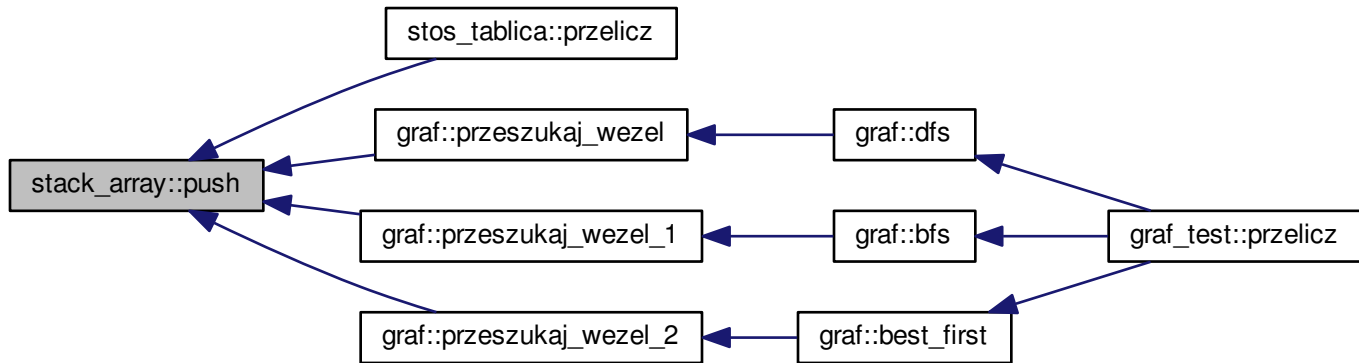 stos_tablica::przelicz
graf::przeszukaj_wezel
graf::dfs
stack_array::push
graf::przeszukaj_wezel_1
graf::bfs
graf_test::przelicz
graf::przeszukaj_wezel_2
graf::best_first